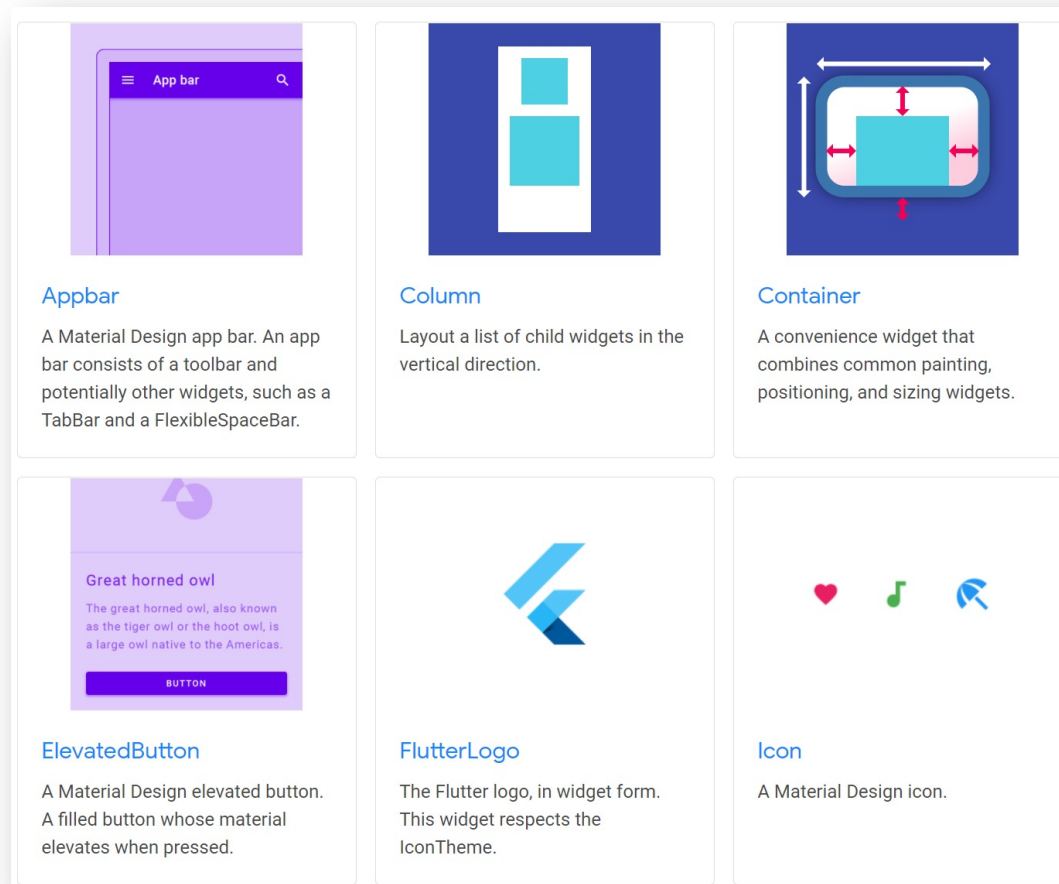 App bar
Appbar
A Material Design app bar. An app
bar consists of a toolbar and
potentially other widgets, such as a
TabBar and a FlexibleSpaceBar.
Column
Layout a list of child widgets in the
vertical direction.
Container
A convenience widget that
combines common painting,
positioning, and sizing widgets.
Great horned owl
The great horned owl, also known
as the tiger owl or the hoot owl, is
a large owl native to the Americas.
BUTTON
ElevatedButton
A Material Design elevated button.
A filled button whose material
elevates when pressed.
FlutterLogo
The Flutter logo, in widget form.
This widget respects the
IconTheme.
Icon
A Material Design icon.